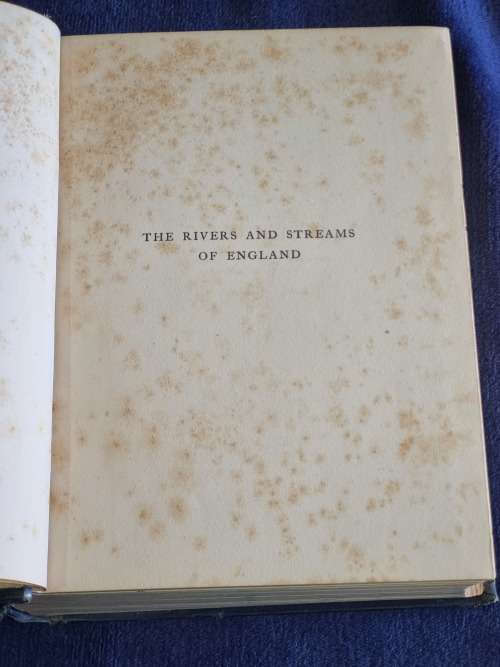 THE RIVERS AND STREAMS
OF ENGLAND